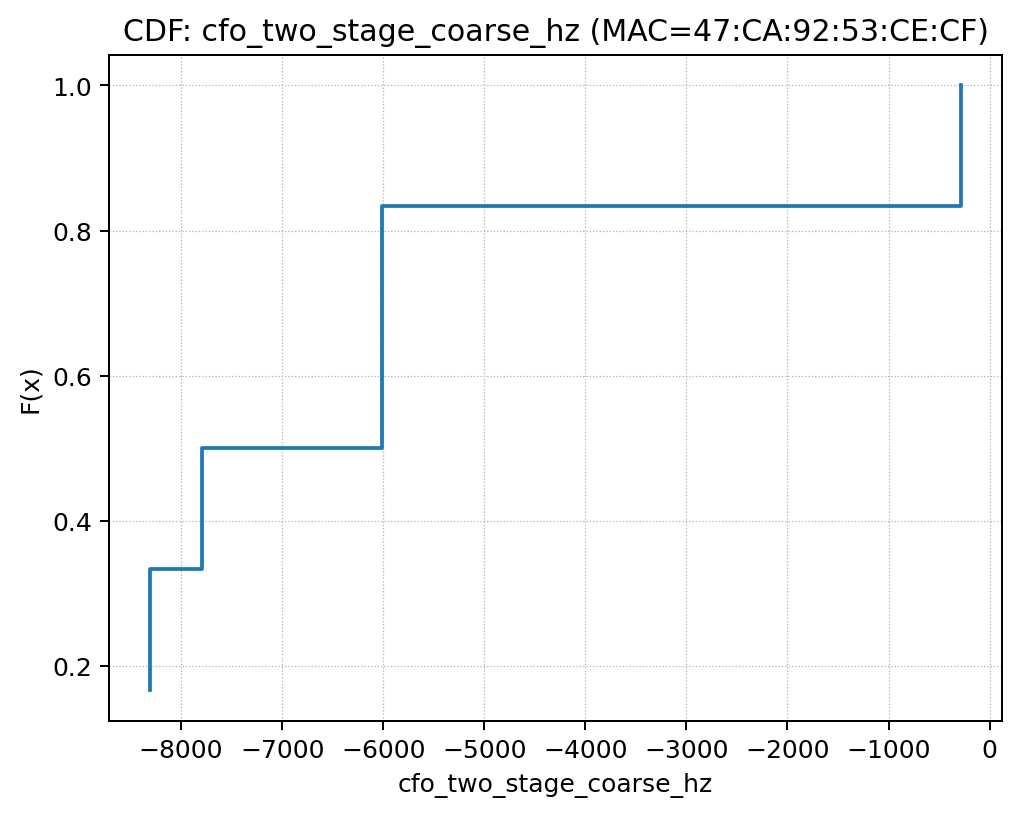 CDF: cfo_two_stage_coarse_hz (MAC=47:CA:92:53:CE:CF)
1.0
0.8
0.6
0.4
0.2
F(x)
−8000 −7000 −6000 −5000 −4000 −3000 −2000 −1000 0
cfo_two_stage_coarse_hz